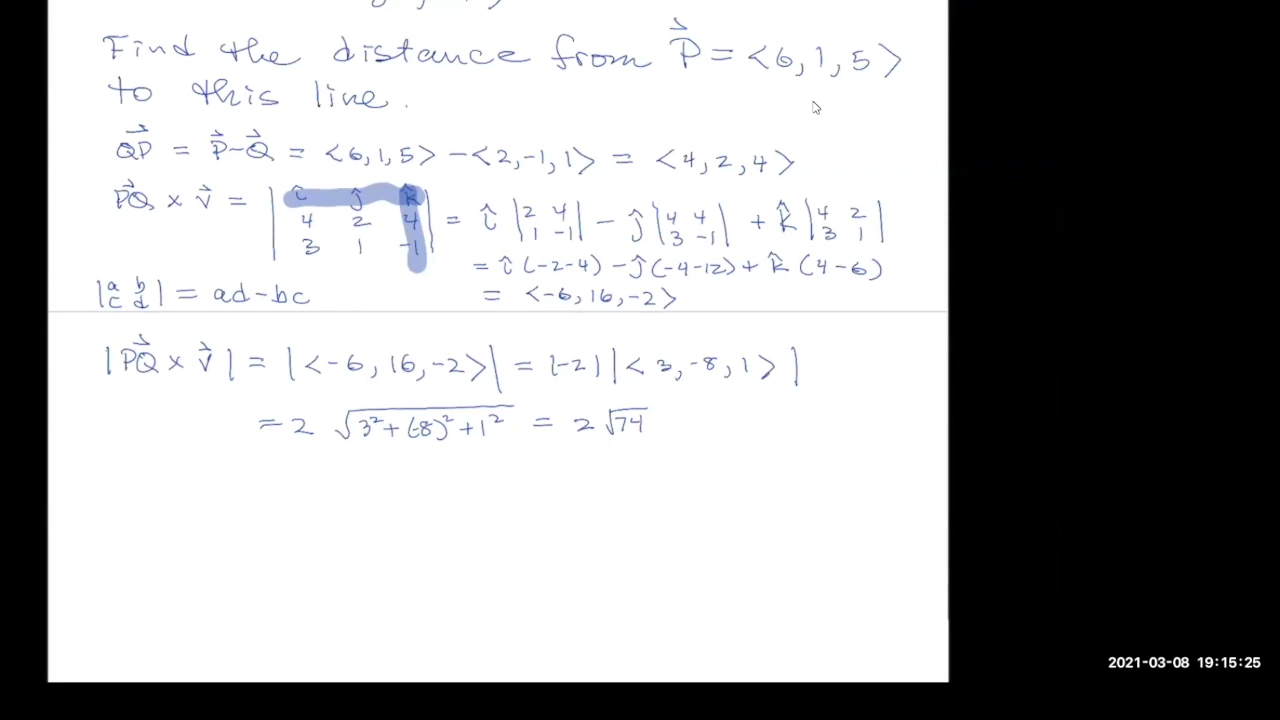 Find the distance from P⃗ = <6, 1, 5>
to this line.
QP⃗ = P⃗ - Q⃗ = <6, 1, 5> - <2, -1, 1> = <4, 2, 4>
PQ⃗ × v⃗ = | î ĵ k̂ | = î |2 4| - ĵ |4 4| + k̂ |4 2|
4 2 4 1 -1 3 -1 3 1
3 1 -1
= î (-2-4) - ĵ (-4-12) + k̂ (4-6)
|a b| = ad - bc = <-6, 16, -2>
c d
|PQ⃗ × v⃗| = |<-6, 16, -2>| = |-2| |<3, -8, 1>|
= 2 √3² + (-8)² + 1² = 2 √74
2021-03-08 19:15:25